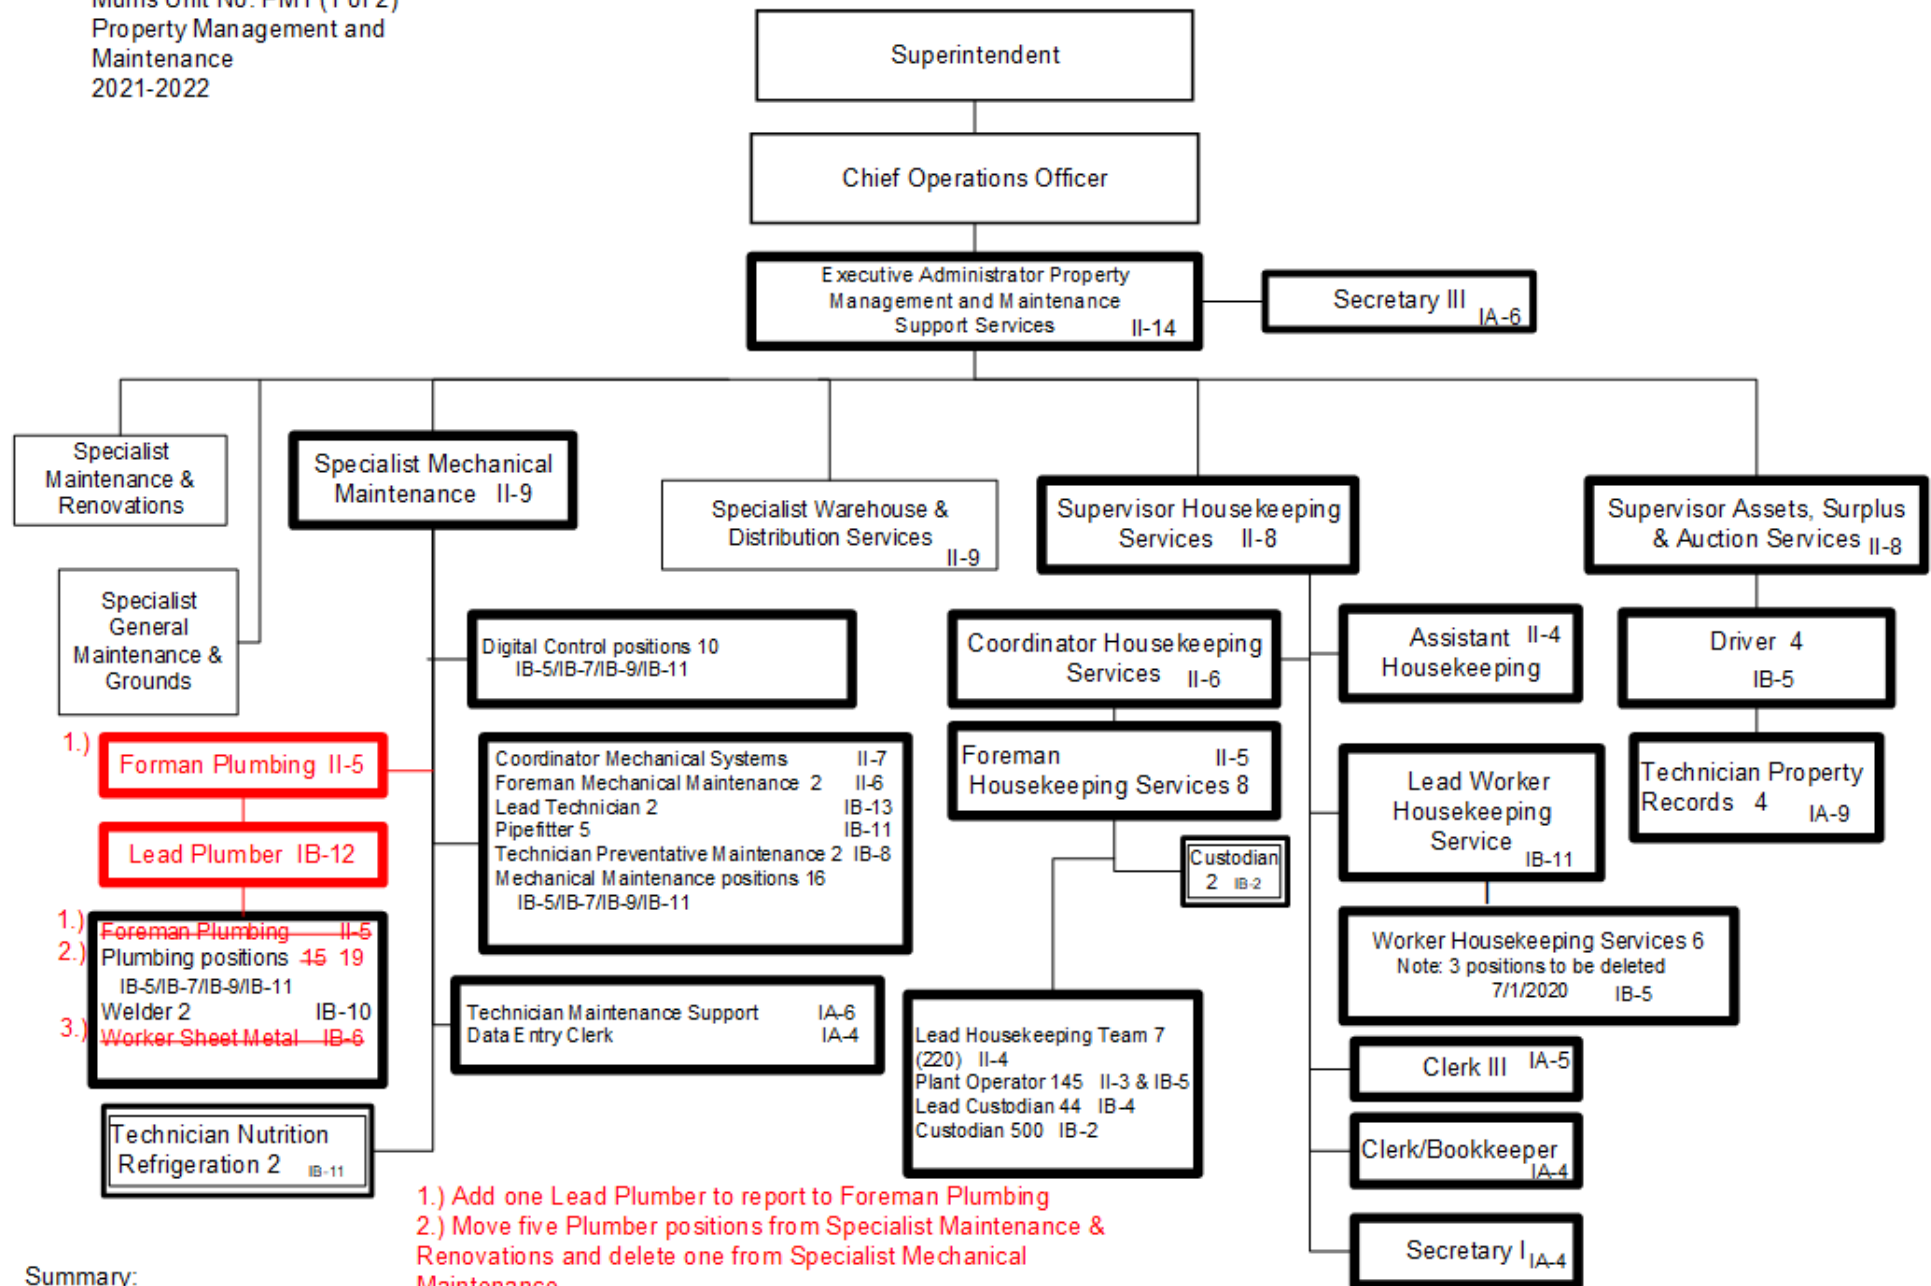 Munis Unit No. PM1 (1 of 2)
Property Management and
Maintenance
2021-2022
Superintendent
Chief Operations Officer
Executive Administrator Property
Management and Maintenance
Support Services II-14
Secretary III
IA-6
Specialist
Maintenance &
Renovations
Specialist Mechanical
Maintenance II-9
Specialist Warehouse &
Distribution Services
II-9
Supervisor Housekeeping
Services II-8
Supervisor Assets, Surplus
& Auction Services II-8
Specialist
General
Maintenance &
Grounds
Digital Control positions 10
IB-5/IB-7/IB-9/IB-11
Coordinator Housekeeping
Services II-6
Assistant II-4
Housekeeping
Driver 4
IB-5
1.)
Forman Plumbing II-5
Lead Plumber IB-12
1.)
Foreman Plumbing II-5
2.)
Plumbing positions 15 19
IB-5/IB-7/IB-9/IB-11
Welder 2 IB-10
3.)
Worker Sheet Metal IB-6
Technician Nutrition
Refrigeration 2 IB-11
Coordinator Mechanical Systems II-7
Foreman Mechanical Maintenance 2 II-6
Lead Technician 2 IB-13
Pipefitter 5 IB-11
Technician Preventative Maintenance 2 IB-8
Mechanical Maintenance positions 16
IB-5/IB-7/IB-9/IB-11
Technician Maintenance Support IA-6
Data Entry Clerk IA-4
Foreman II-5
Housekeeping Services 8
Custodian
2 IB-2
Lead Housekeeping Team 7
(220) II-4
Plant Operator 145 II-3 & IB-5
Lead Custodian 44 IB-4
Custodian 500 IB-2
Lead Worker
Housekeeping
Service
IB-11
Worker Housekeeping Services 6
Note: 3 positions to be deleted
7/1/2020 IB-5
Clerk III IA-5
Clerk/Bookkeeper
IA-4
Secretary I IA-4
Technician Property
Records 4 IA-9
1.) Add one Lead Plumber to report to Foreman Plumbing
2.) Move five Plumber positions from Specialist Maintenance &
Renovations and delete one from Specialist Mechanical
Maintenance
Summary: